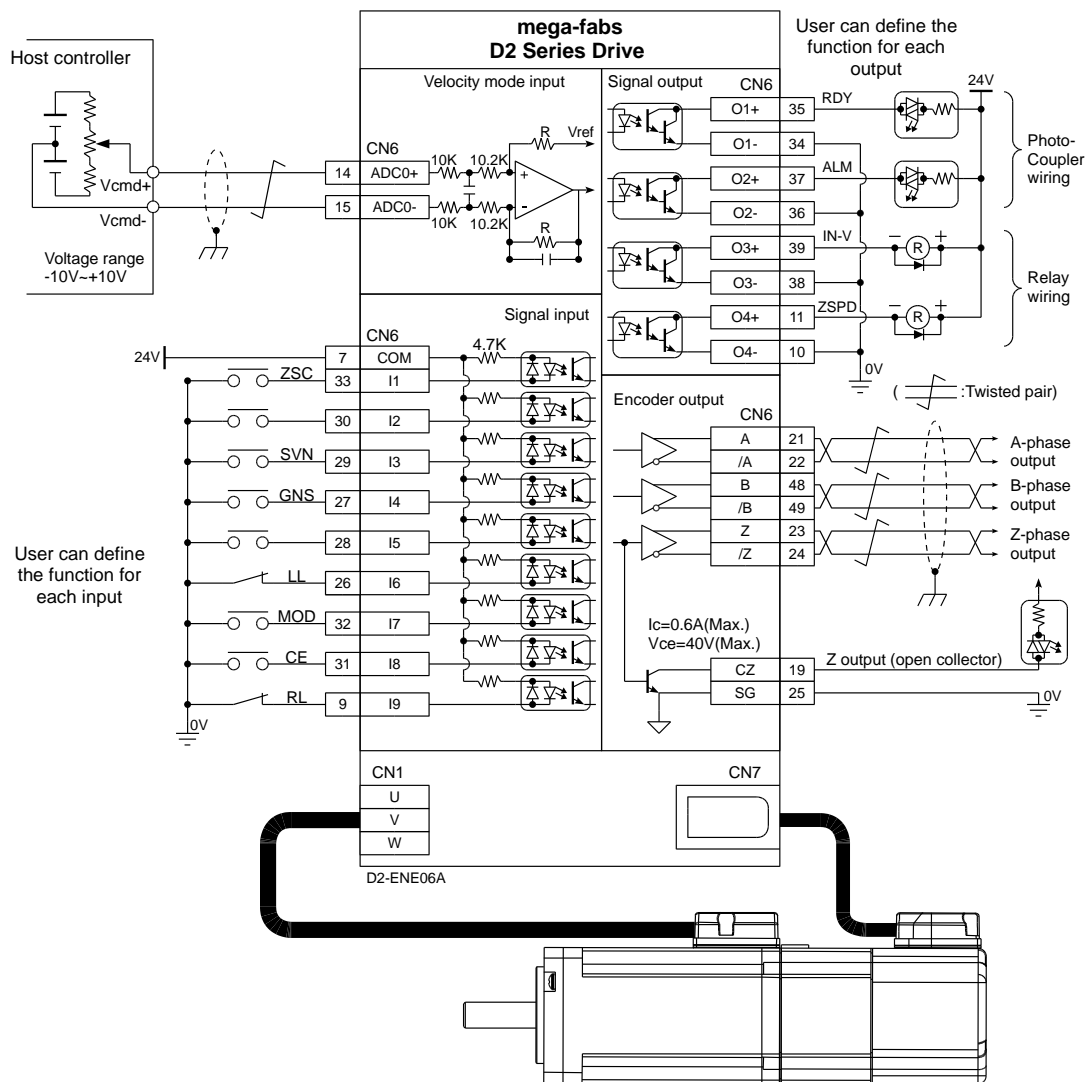 mega-fabs
D2 Series Drive
Host controller
Vcmd+
Vcmd-
Voltage range
-10V~+10V
Velocity mode input
CN6
14 ADC0+ 10K 10.2K
15 ADC0- 10K 10.2K
R
Vref
+
-
R
Signal output
CN6
User can define the
function for each
output
24V
O1+ 35 RDY
O1- 34
O2+ 37 ALM
O2- 36
O3+ 39 IN-V - R +
O3- 38
O4+ 11 ZSPD - R +
O4- 10
0V
Photo-
Coupler
wiring
Relay
wiring
( :Twisted pair)
Signal input
CN6
24V 7 COM 4.7K
ZSC 33 I1
30 I2
SVN 29 I3
GNS 27 I4
28 I5
LL 26 I6
MOD 32 I7
CE 31 I8
RL 9 I9
0V
User can define
the function for
each input
Encoder output
CN6
A 21
/A 22
B 48
/B 49
Z 23
/Z 24
A-phase
output
B-phase
output
Z-phase
output
Ic=0.6A(Max.)
Vce=40V(Max.)
CZ 19 Z output (open collector)
SG 25
0V
CN1
U
V
W
CN7
D2-ENE06A